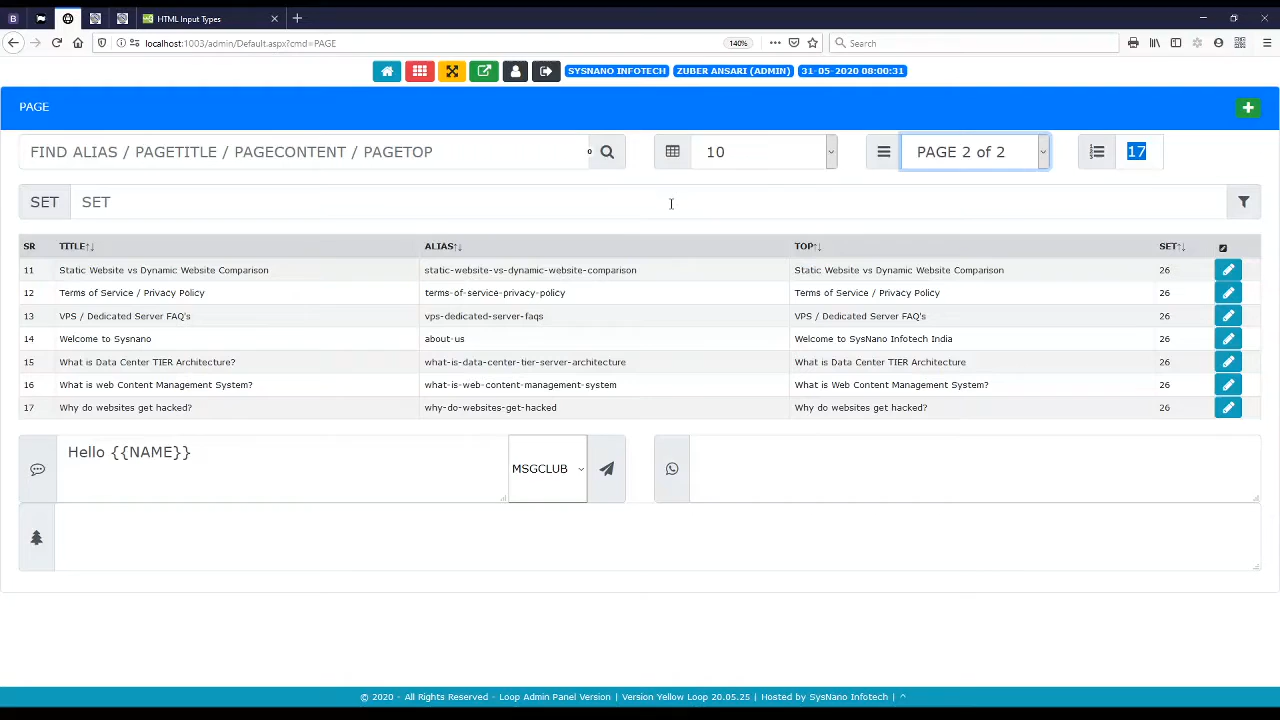 HTML Input Types
localhost:1003/admin/Default.aspx?cmd=PAGE
140%
Search
SYSNANO INFOTECH
ZUBER ANSARI (ADMIN)
31-05-2020 08:00:31
PAGE
FIND ALIAS / PAGETITLE / PAGECONTENT / PAGETOP
0
10
PAGE 2 of 2
17
SET
SET
SR TITLE ALIAS TOP SET
11 Static Website vs Dynamic Website Comparison static-website-vs-dynamic-website-comparison Static Website vs Dynamic Website Comparison 26
12 Terms of Service / Privacy Policy terms-of-service-privacy-policy Terms of Service / Privacy Policy 26
13 VPS / Dedicated Server FAQ's vps-dedicated-server-faqs VPS / Dedicated Server FAQ's 26
14 Welcome to Sysnano about-us Welcome to SysNano Infotech India 26
15 What is Data Center TIER Architecture? what-is-data-center-tier-server-architecture What is Data Center TIER Architecture 26
16 What is web Content Management System? what-is-web-content-management-system What is Web Content Management System? 26
17 Why do websites get hacked? why-do-websites-get-hacked Why do websites get hacked? 26
Hello {{NAME}}
MSGCLUB
© 2020 - All Rights Reserved - Loop Admin Panel Version | Version Yellow Loop 20.05.25 | Hosted by SysNano Infotech | ^